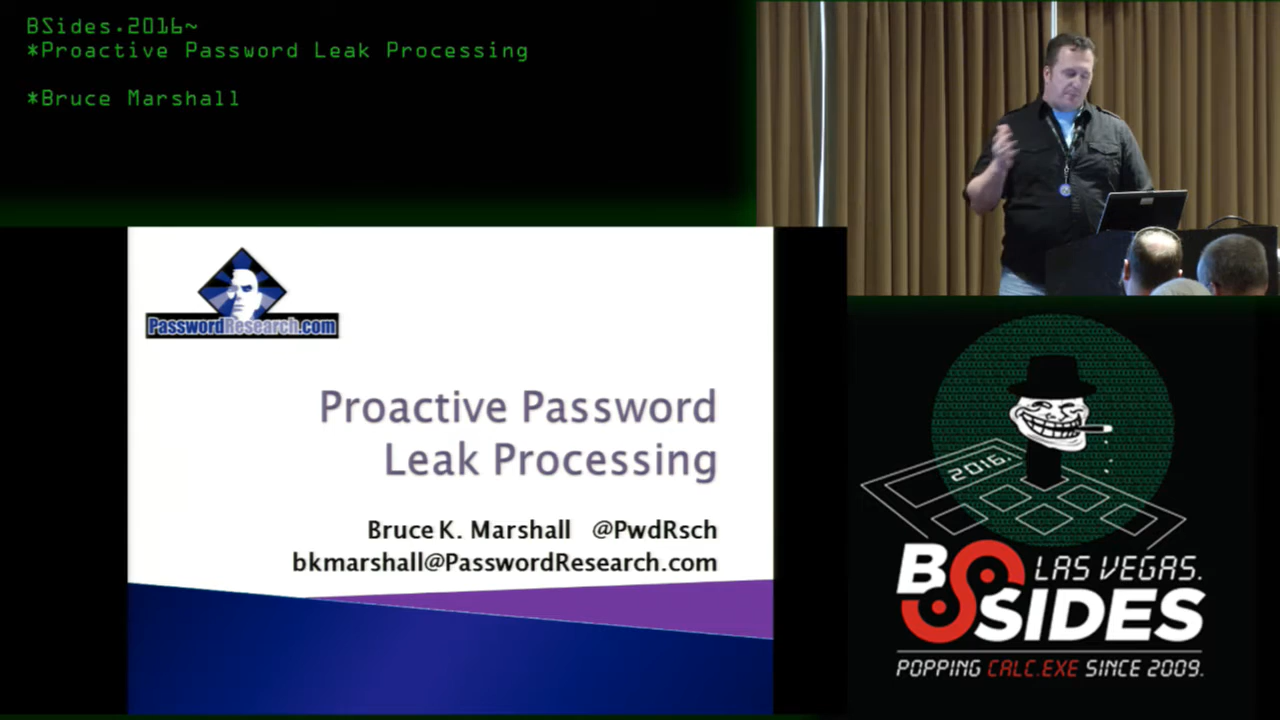 BSides.2016~
*Proactive Password Leak Processing
*Bruce Marshall
PasswordResearch.com
Proactive Password
Leak Processing
Bruce K. Marshall @PwdRsch
bkmarshall@PasswordResearch.com
2016.
BSIDES
LAS VEGAS.
POPPING CALC.EXE SINCE 2009.